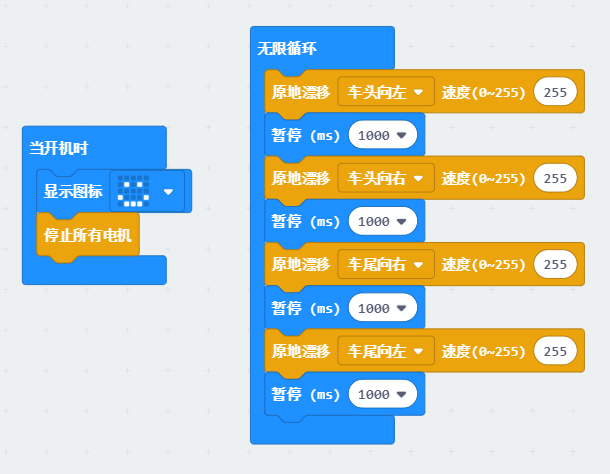 当开机时
显示图标
停止所有电机
无限循环
原地漂移 车头向左 速度(0~255) 255
暂停 (ms) 1000
原地漂移 车头向右 速度(0~255) 255
暂停 (ms) 1000
原地漂移 车尾向右 速度(0~255) 255
暂停 (ms) 1000
原地漂移 车尾向左 速度(0~255) 255
暂停 (ms) 1000